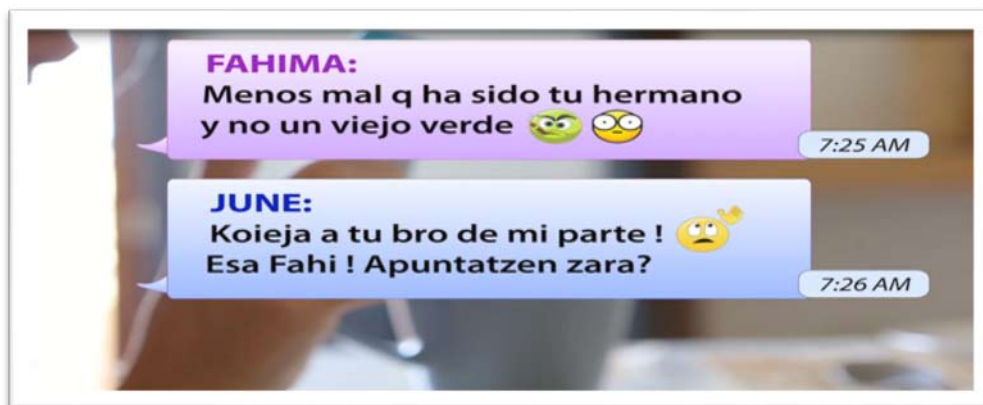 FAHIMA:
Menos mal q ha sido tu hermano
y no un viejo verde
7:25 AM
JUNE:
Koieja a tu bro de mi parte !
Esa Fahi ! Apuntatzen zara?
7:26 AM